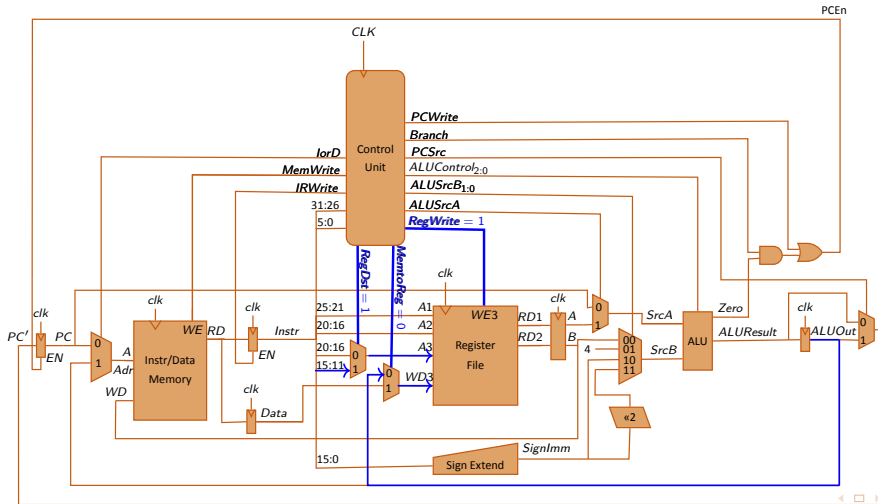 PCEn
CLK
Control
Unit
PCWrite
Branch
PCSrc
ALUControl2:0
ALUSrcB1:0
ALUSrcA
RegWrite = 1
IorD
MemWrite
IRWrite
31:26
5:0
RegDst = 1
MemtoReg = 0
clk
PC'
PC
EN
0
1
A
Adr
WD
clk
WE
RD
Instr/Data
Memory
clk
Instr
EN
clk
Data
25:21
20:16
20:16
15:11
0
1
0
1
15:0
clk
A1
A2
A3
WD3
WE3
Register
File
RD1
RD2
clk
A
B
0
1
4
00
01
10
11
SrcA
SrcB
ALU
Zero
ALUResult
clk
ALUOut
0
1
«2
Sign Extend
SignImm